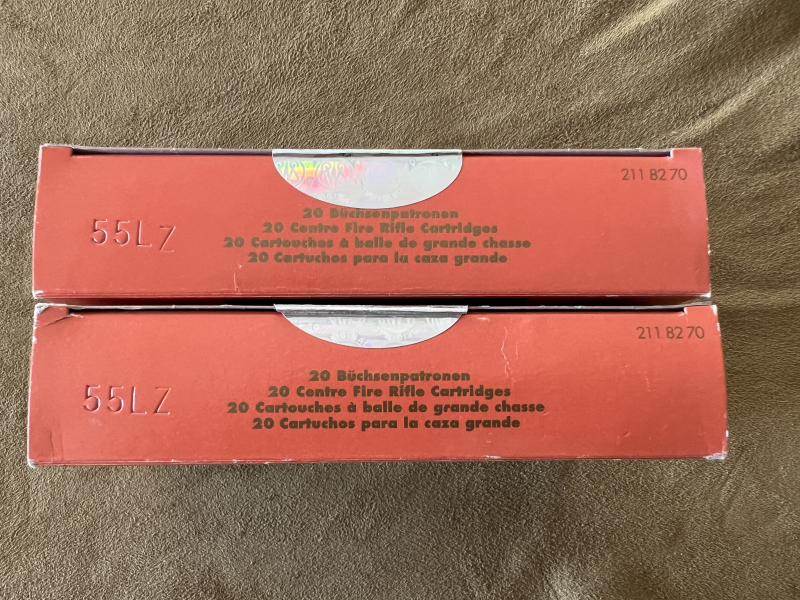 211 82 70
55LZ
20 Büchsenpatronen
20 Centre Fire Rifle Cartridges
20 Cartouches à balle de grande chasse
20 Cartuchos para la caza grande
211 82 70
55LZ
20 Büchsenpatronen
20 Centre Fire Rifle Cartridges
20 Cartouches à balle de grande chasse
20 Cartuchos para la caza grande